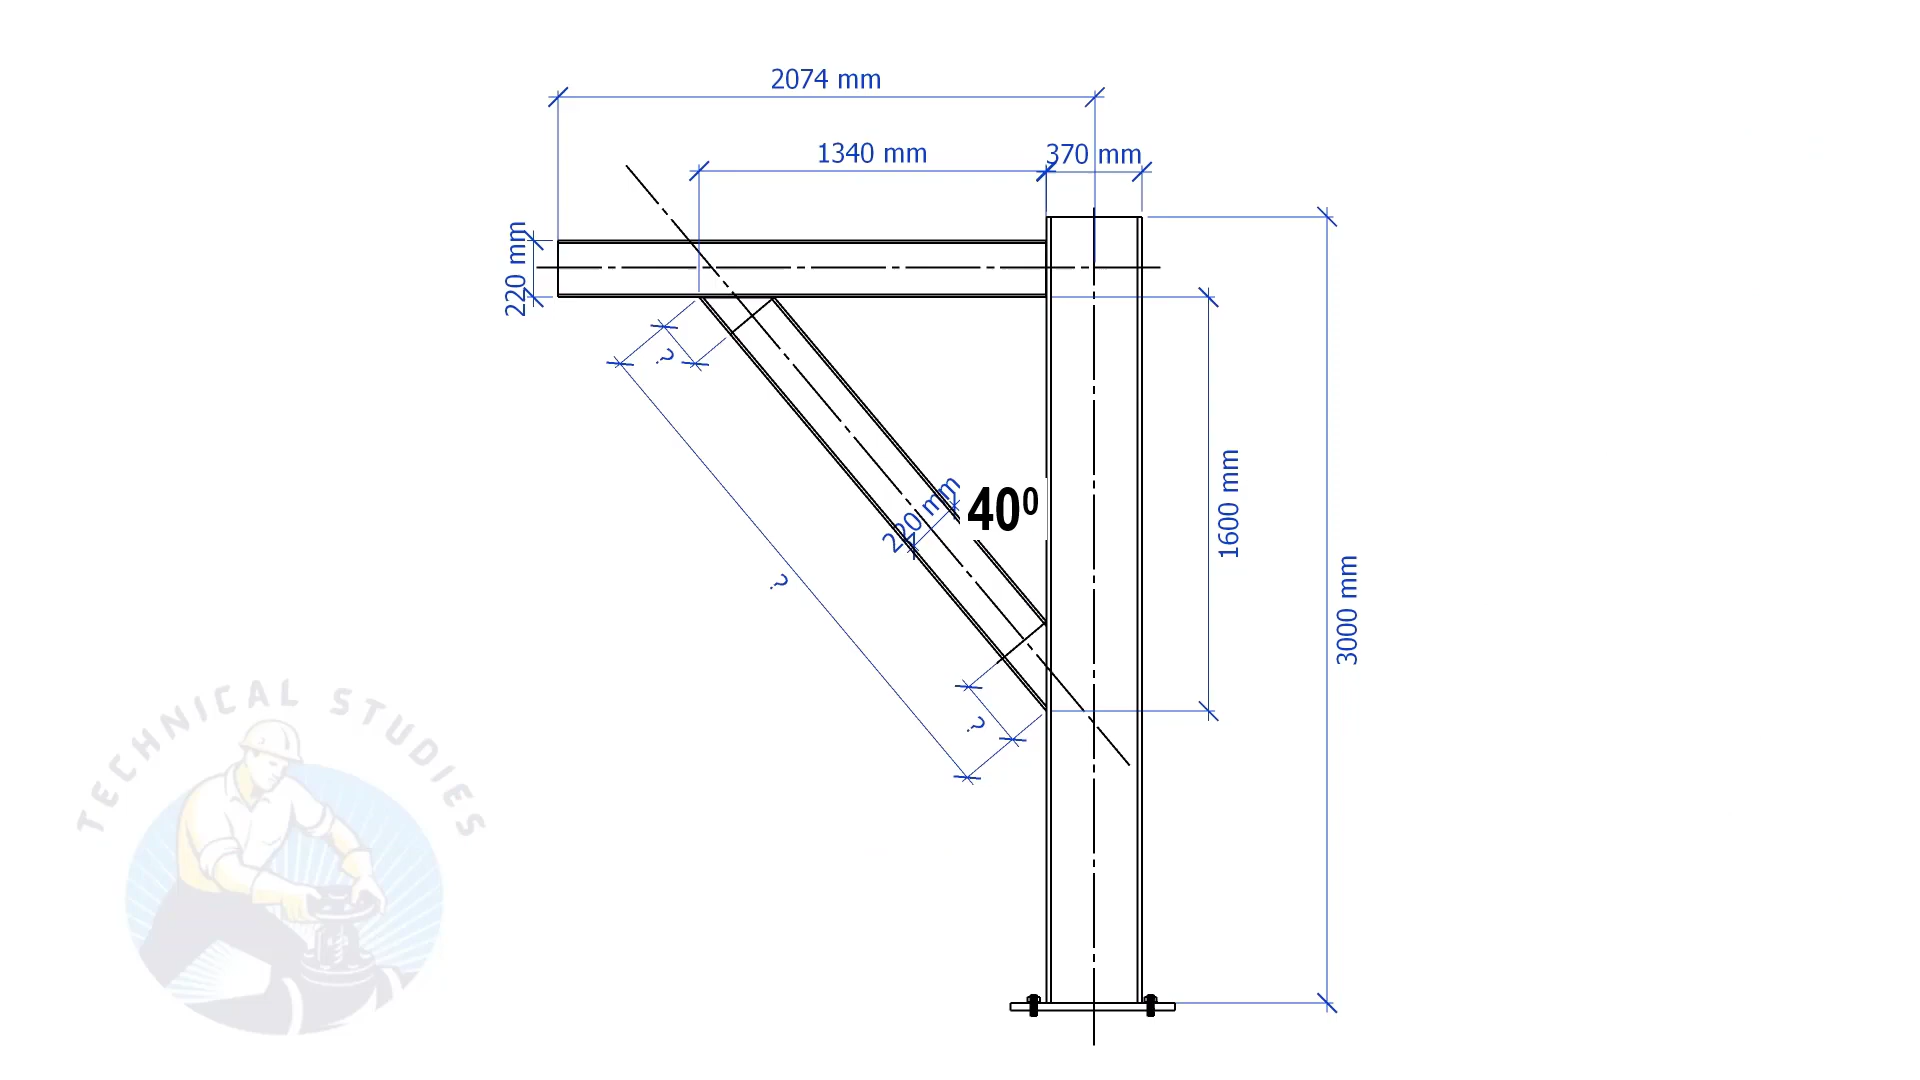 2074 mm
1340 mm
370 mm
220 mm
?
220 mm
40⁰
1600 mm
?
3000 mm
?
TECHNICAL STUDIES